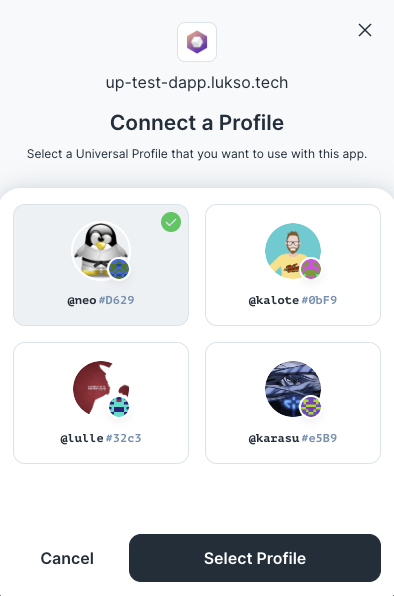 up-test-dapp.lukso.tech
Connect a Profile
Select a Universal Profile that you want to use with this app.
@neo#D629
@kalote#0bF9
@lulle#32c3
@karasu#e5B9
Cancel
Select Profile